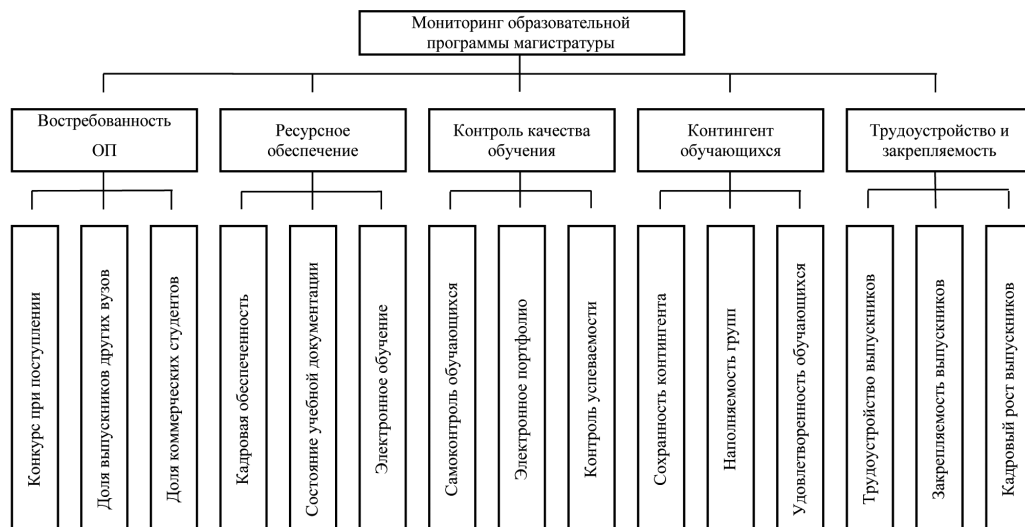 Мониторинг образовательной
программы магистратуры
Востребованность
ОП
Ресурсное
обеспечение
Контроль качества
обучения
Контингент
обучающихся
Трудоустройство и
закрепляемость
Конкурс при поступлении
Доля выпускников других вузов
Доля коммерческих студентов
Кадровая обеспеченность
Состояние учебной документации
Электронное обучение
Самоконтроль обучающихся
Электронное портфолио
Контроль успеваемости
Сохранность контингента
Наполняемость групп
Удовлетворенность обучающихся
Трудоустройство выпускников
Закрепляемость выпускников
Кадровый рост выпускников